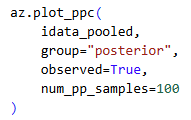 az.plot_ppc(
    idata_pooled,
    group="posterior",
    observed=True,
    num_pp_samples=100
)